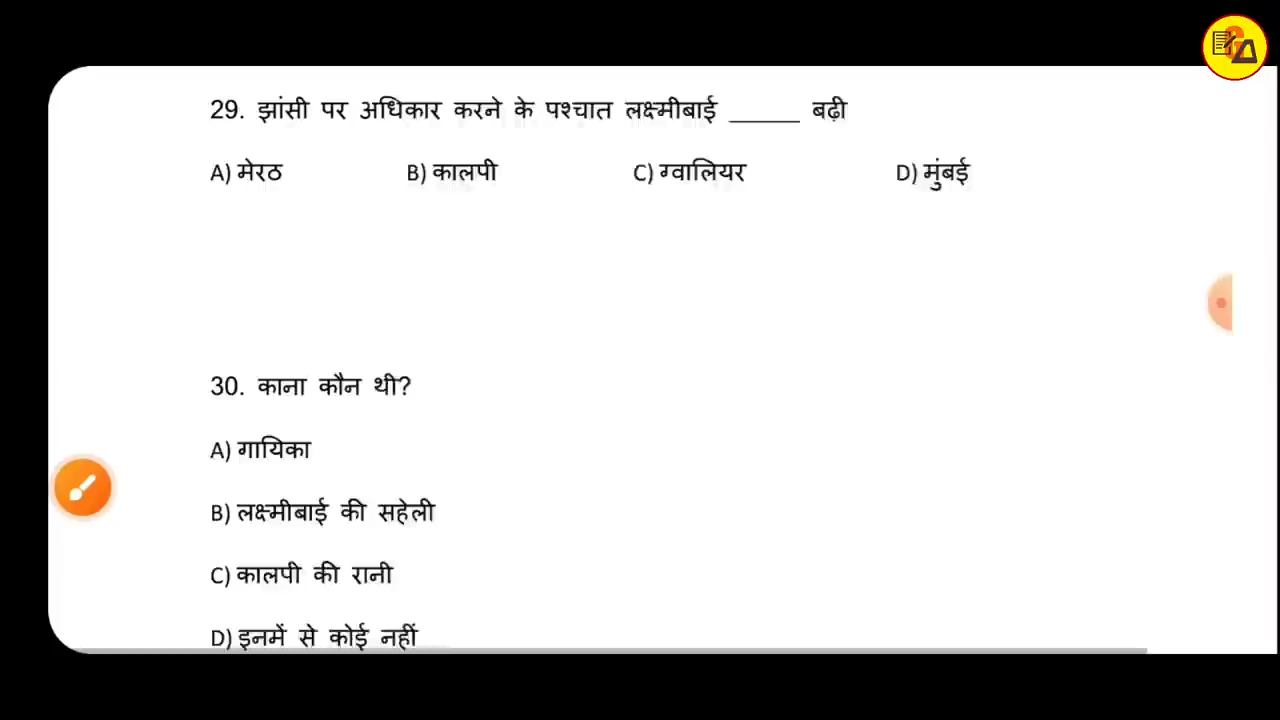 29. झांसी पर अधिकार करने के पश्चात लक्ष्मीबाई ______ बढ़ी
A) मेरठ B) कालपी C) ग्वालियर D) मुंबई
30. काना कौन थी?
A) गायिका
B) लक्ष्मीबाई की सहेली
C) कालपी की रानी
D) इनमें से कोई नहीं